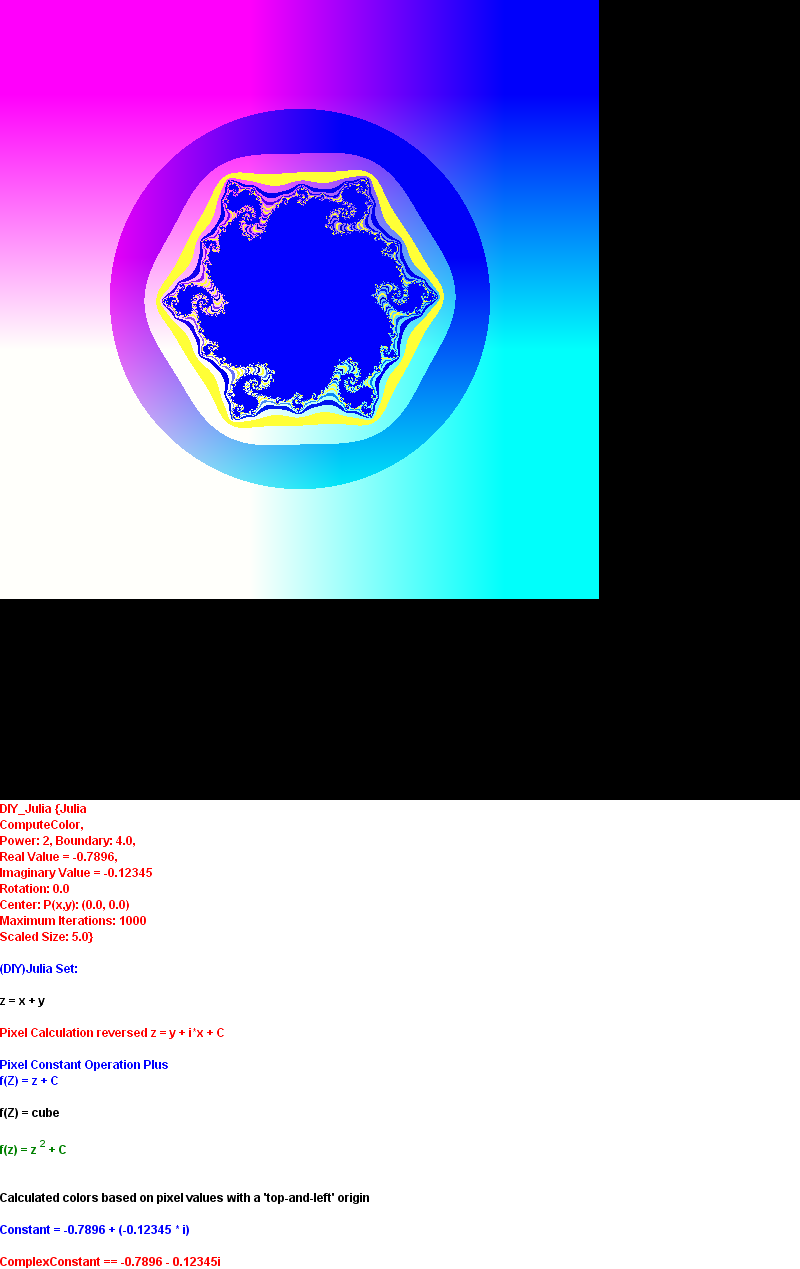 DIY_Julia {Julia
ComputeColor,
Power: 2, Boundary: 4.0,
Real Value = -0.7896,
Imaginary Value = -0.12345
Rotation: 0.0
Center: P(x,y): (0.0, 0.0)
Maximum Iterations: 1000
Scaled Size: 5.0}
(DIY)Julia Set:
z = x + y
Pixel Calculation reversed z = y + i*x + C
Pixel Constant Operation Plus
f(Z) = z + C
f(Z) = cube
f(z) = z 2 + C
Calculated colors based on pixel values with a 'top-and-left' origin
Constant = -0.7896 + (-0.12345 * i)
ComplexConstant == -0.7896 - 0.12345i